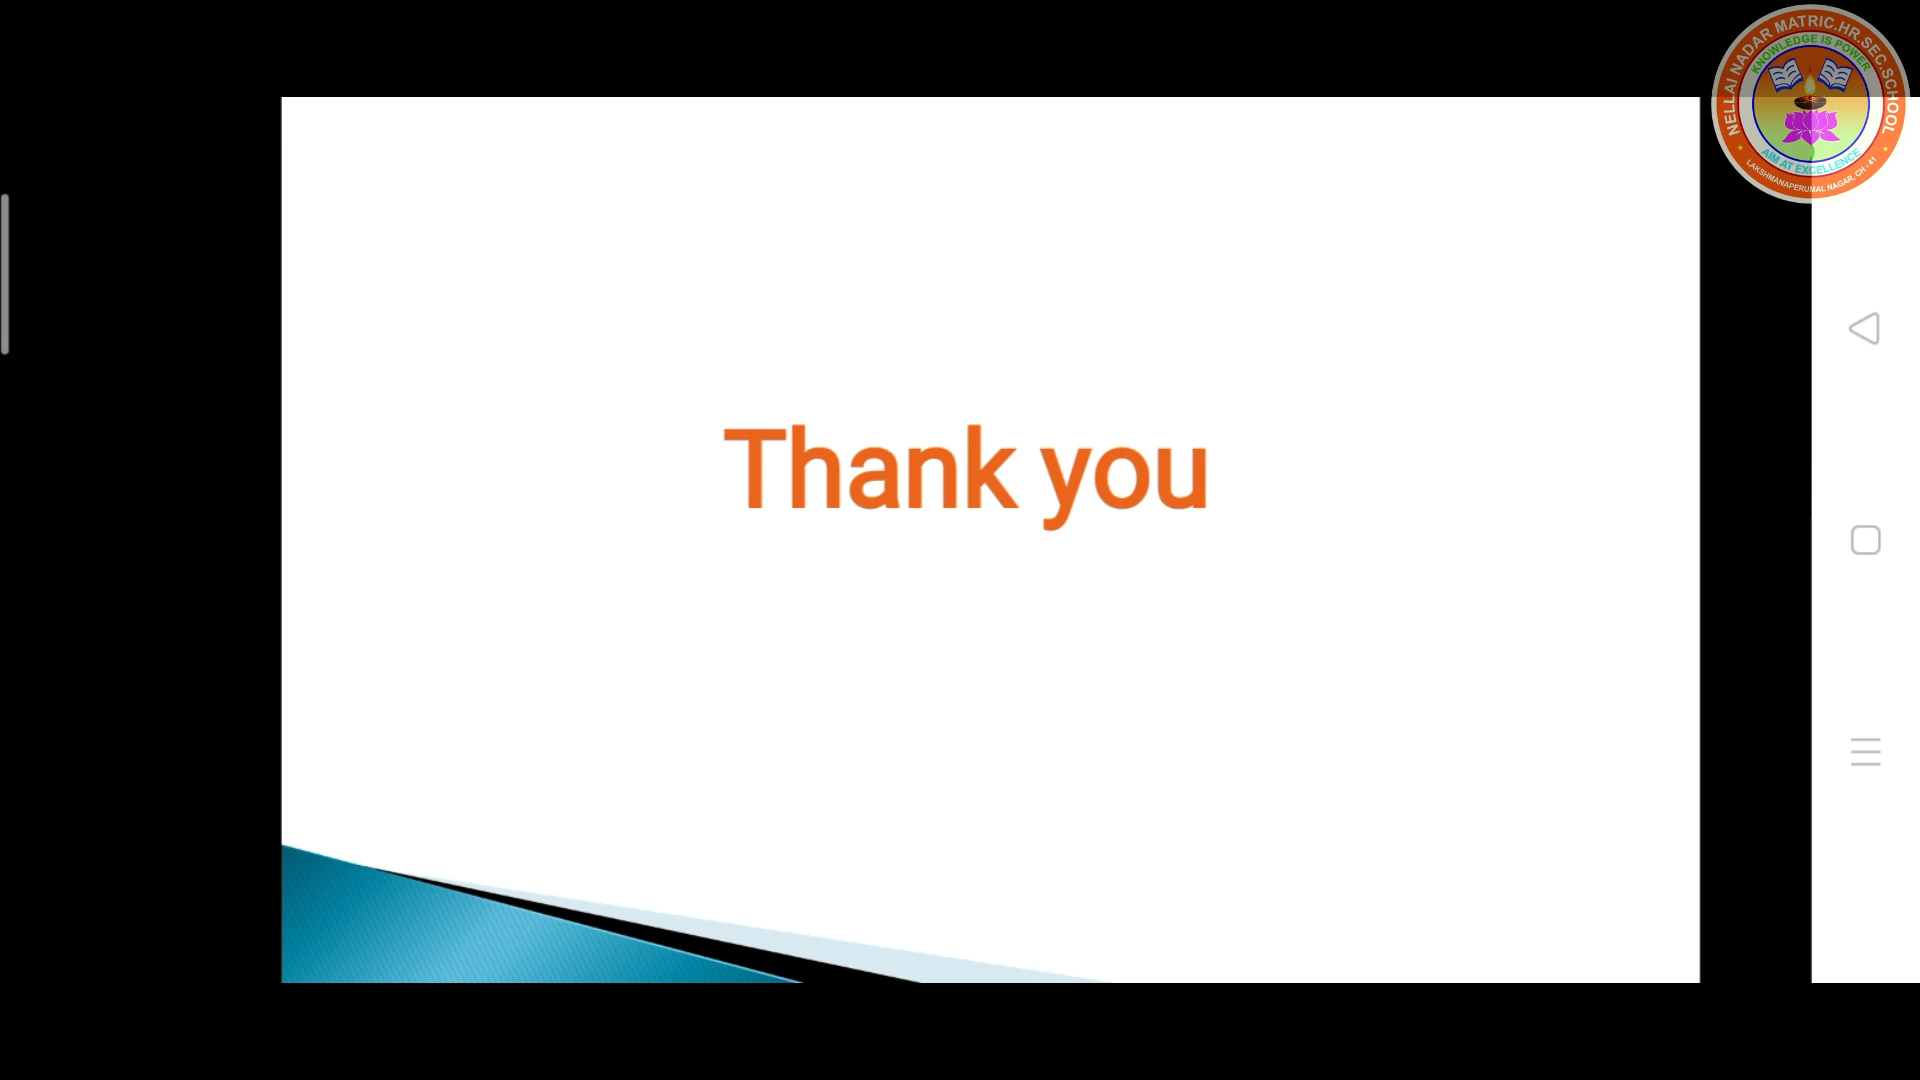 NELLAI NADAR MATRIC.HR.SEC.SCHOOL
KNOWLEDGE IS POWER
AIM AT EXCELLENCE
LAKSHMANAPERUMAL NAGAR, CH - 41
Thank you